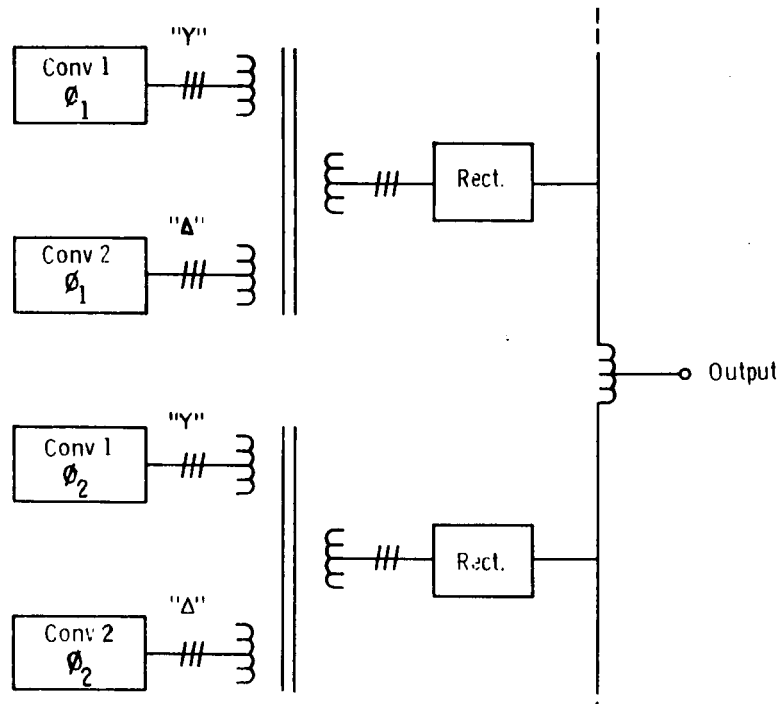 "Y"
Conv 1
Ø1
Rect.
"Δ"
Conv 2
Ø1
Output
"Y"
Conv 1
Ø2
Rect.
"Δ"
Conv 2
Ø2